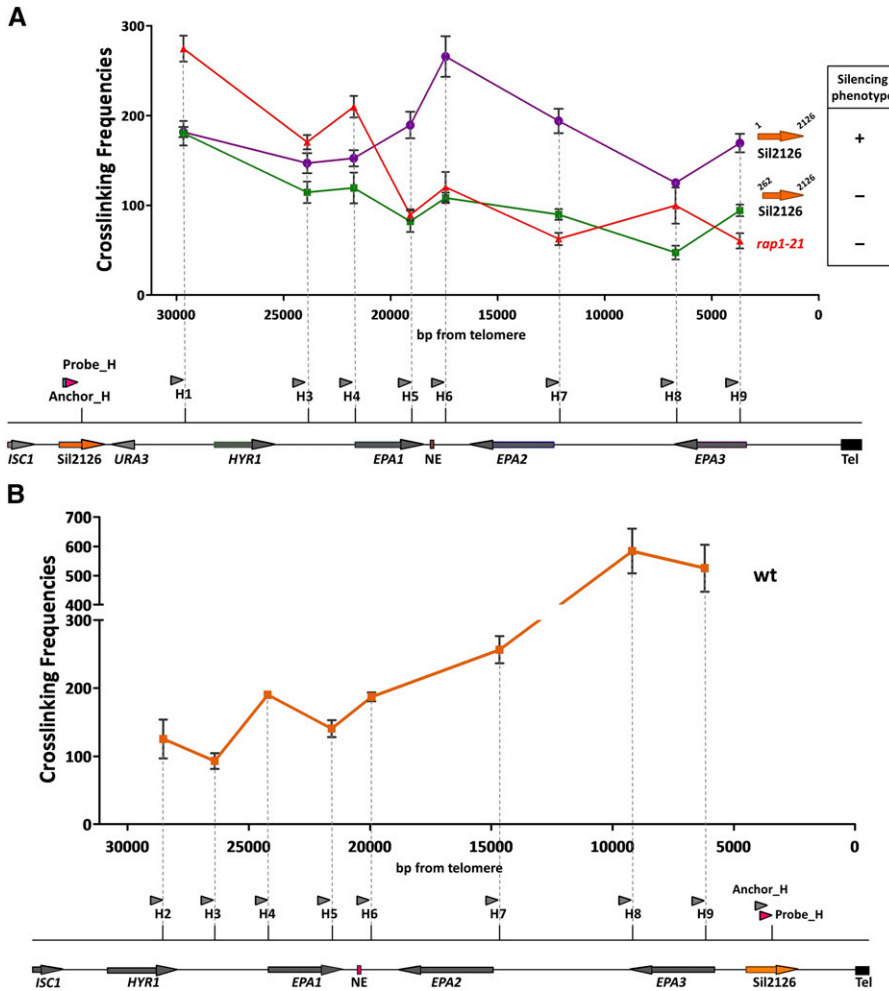 A
Crosslinking Frequencies
300
200
100
0
30000 25000 20000 15000 10000 5000 0
bp from telomere
Silencing
phenotype
1 2126
Sil2126
+
262 2126
Sil2126
–
rap1-21
–
Probe_H
Anchor_H
H1 H3 H4 H5 H6 H7 H8 H9
ISC1 Sil2126 URA3 HYR1 EPA1 NE EPA2 EPA3 Tel
B
Crosslinking Frequencies
700
600
500
400
300
200
100
0
wt
30000 25000 20000 15000 10000 5000 0
bp from telomere
Anchor_H
Probe_H
H2 H3 H4 H5 H6 H7 H8 H9
ISC1 HYR1 EPA1 NE EPA2 EPA3 Sil2126 Tel